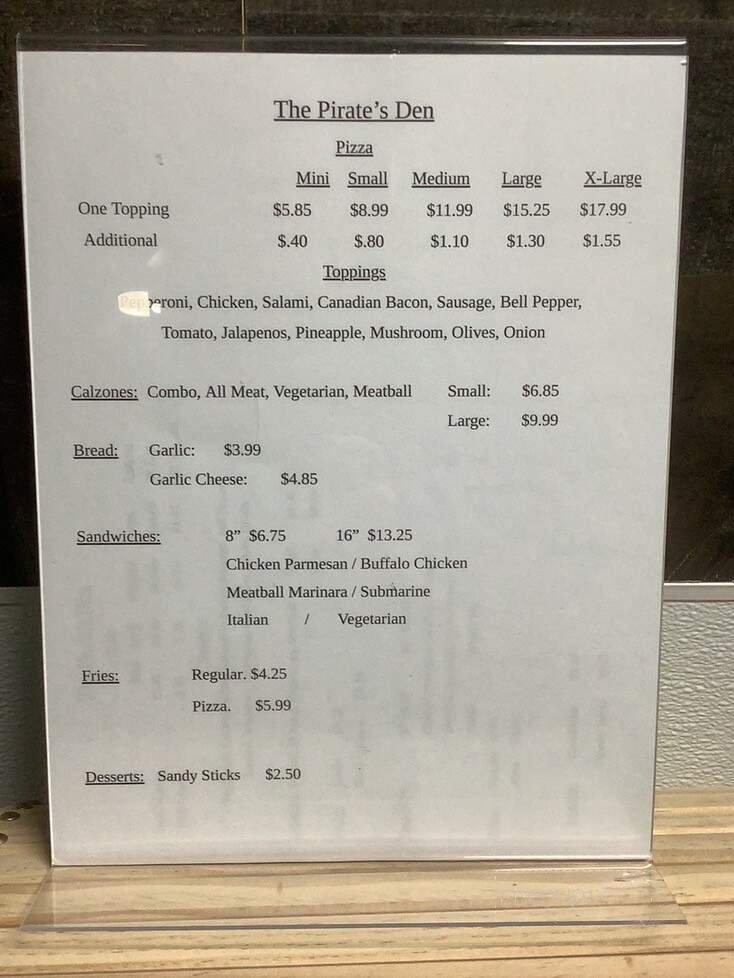 The Pirate's Den
Pizza
Mini Small Medium Large X-Large
One Topping $5.85 $8.99 $11.99 $15.25 $17.99
Additional $.40 $.80 $1.10 $1.30 $1.55
Toppings
Pepperoni, Chicken, Salami, Canadian Bacon, Sausage, Bell Pepper,
Tomato, Jalapenos, Pineapple, Mushroom, Olives, Onion
Calzones: Combo, All Meat, Vegetarian, Meatball Small: $6.85
Large: $9.99
Bread: Garlic: $3.99
Garlic Cheese: $4.85
Sandwiches: 8” $6.75 16” $13.25
Chicken Parmesan / Buffalo Chicken
Meatball Marinara / Submarine
Italian / Vegetarian
Fries: Regular. $4.25
Pizza. $5.99
Desserts: Sandy Sticks $2.50